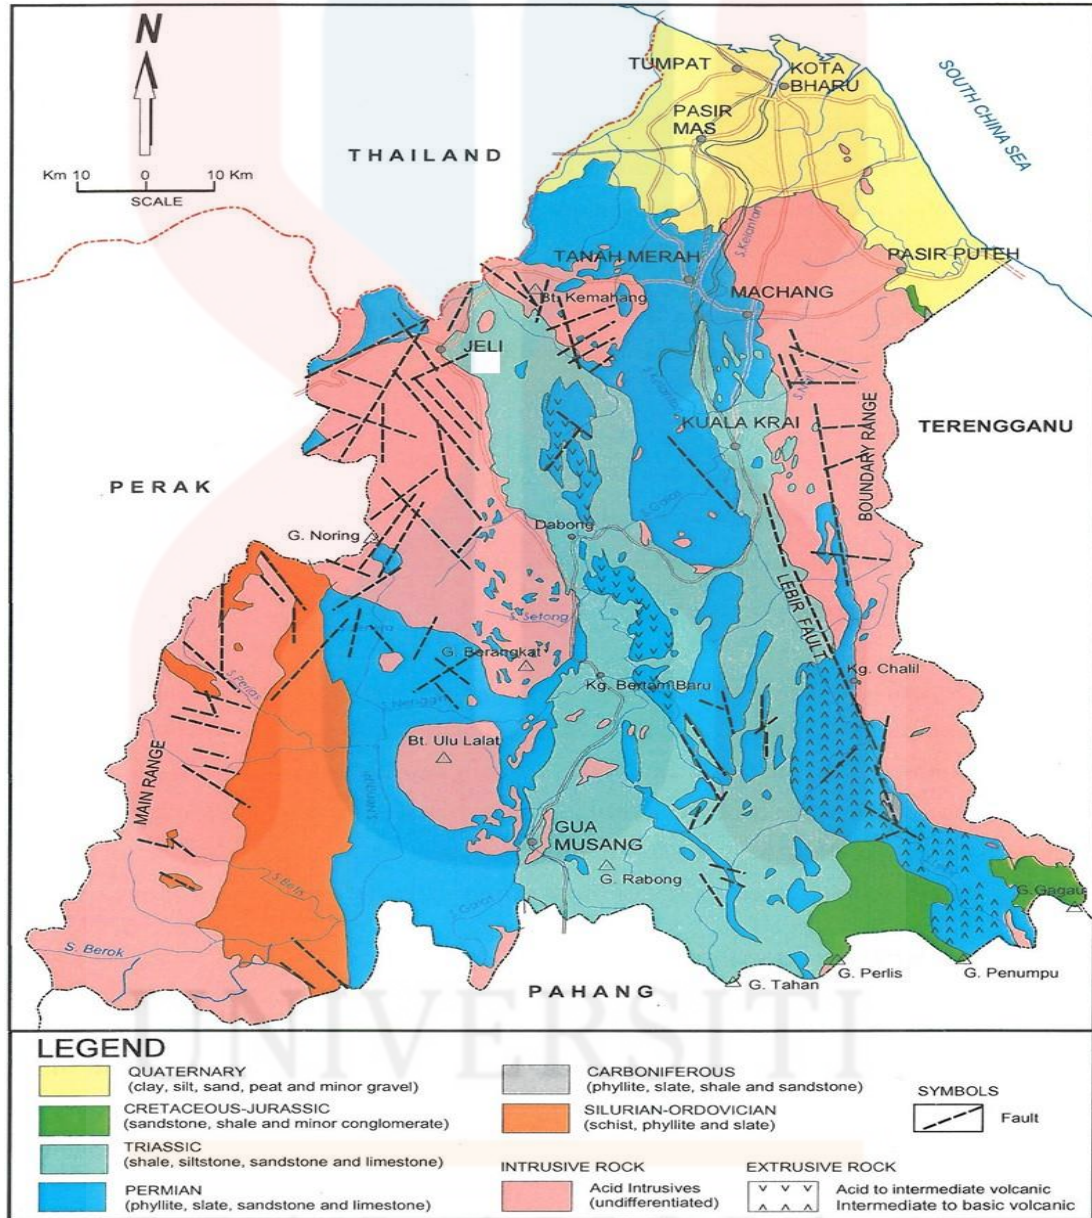 N
Km 10 0 10 Km
SCALE
THAILAND
SOUTH CHINA SEA
TUMPAT
KOTA
BHARU
PASIR
MAS
S.Kelantan
TANAH MERAH
PASIR PUTEH
Bt. Kemahang
MACHANG
JELI
KUALA KRAI
TERENGGANU
BOUNDARY RANGE
PERAK
G. Noring
Dabong
S.Galas
LEBIR FAULT
S. Setong
G. Berangkat
Kg. Chalil
Kg. Bertam Baru
S.Perias
S.Nenggiri
Bt. Ulu Lalat
MAIN RANGE
GUA
MUSANG
G. Rabong
S.Betis
G. Gagau
S. Berok
G. Tahan
G. Perlis
G. Penumpu
PAHANG
UNIVERSITI
LEGEND
QUATERNARY
(clay, silt, sand, peat and minor gravel)
CRETACEOUS-JURASSIC
(sandstone, shale and minor conglomerate)
TRIASSIC
(shale, siltstone, sandstone and limestone)
PERMIAN
(phyllite, slate, sandstone and limestone)
CARBONIFEROUS
(phyllite, slate, shale and sandstone)
SILURIAN-ORDOVICIAN
(schist, phyllite and slate)
INTRUSIVE ROCK
Acid Intrusives
(undifferentiated)
SYMBOLS
Fault
EXTRUSIVE ROCK
Acid to intermediate volcanic
Intermediate to basic volcanic